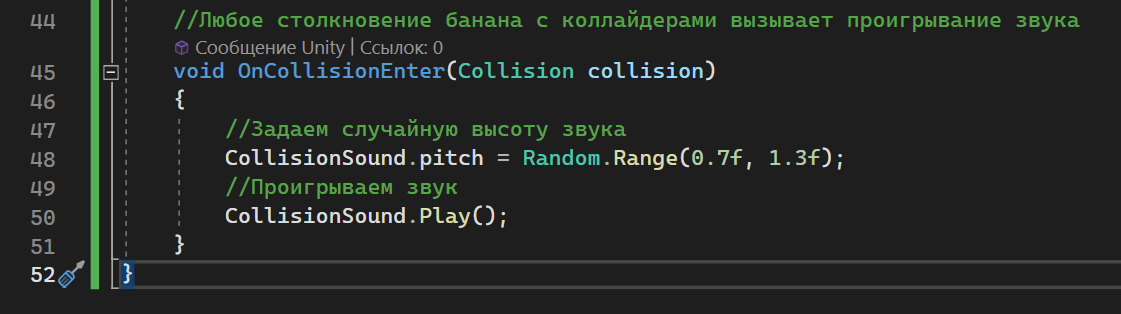 44 //Любое столкновение банана с коллайдерами вызывает проигрывание звука
Сообщение Unity | Ссылок: 0
45 void OnCollisionEnter(Collision collision)
46 {
47 //Задаем случайную высоту звука
48 CollisionSound.pitch = Random.Range(0.7f, 1.3f);
49 //Проигрываем звук
50 CollisionSound.Play();
51 }
52 }